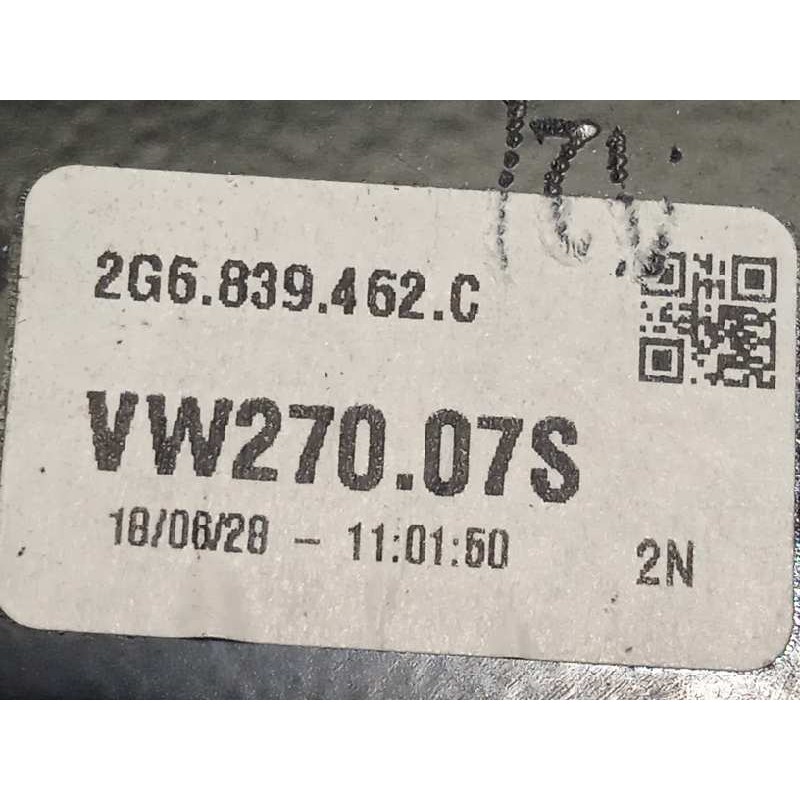 2G6.839.462.C
VW270.07S
18/06/28 - 11:01:50
2N